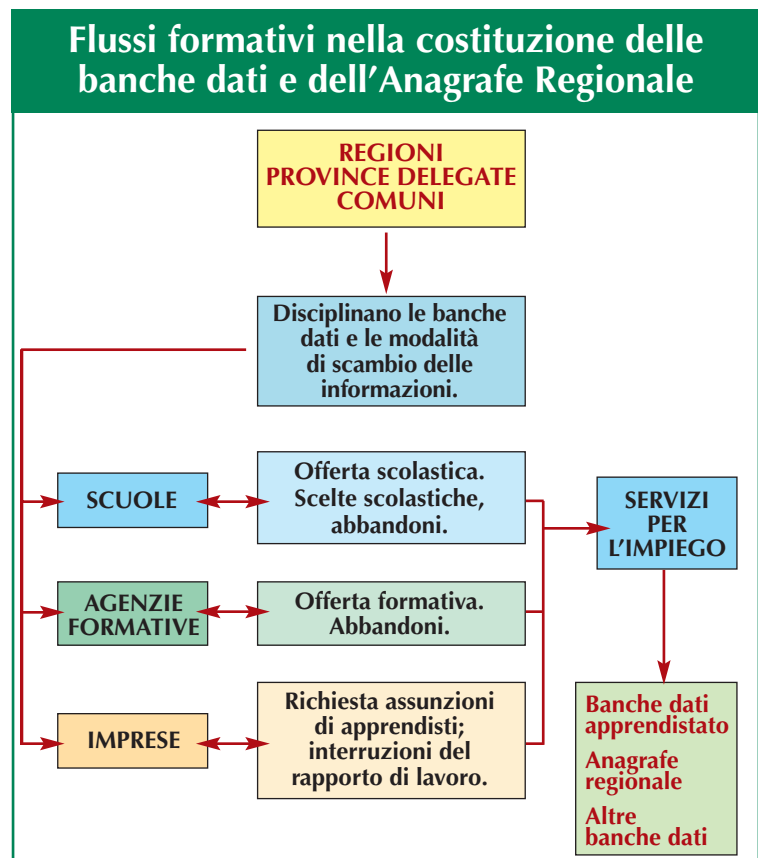 Flussi formativi nella costituzione delle
banche dati e dell'Anagrafe Regionale
REGIONI
PROVINCE DELEGATE
COMUNI
Disciplinano le banche
dati e le modalità
di scambio delle
informazioni.
SCUOLE
Offerta scolastica.
Scelte scolastiche,
abbandoni.
SERVIZI
PER
L'IMPIEGO
AGENZIE
FORMATIVE
Offerta formativa.
Abbandoni.
IMPRESE
Richiesta assunzioni
di apprendisti;
interruzioni del
rapporto di lavoro.
Banche dati
apprendistato
Anagrafe
regionale
Altre
banche dati